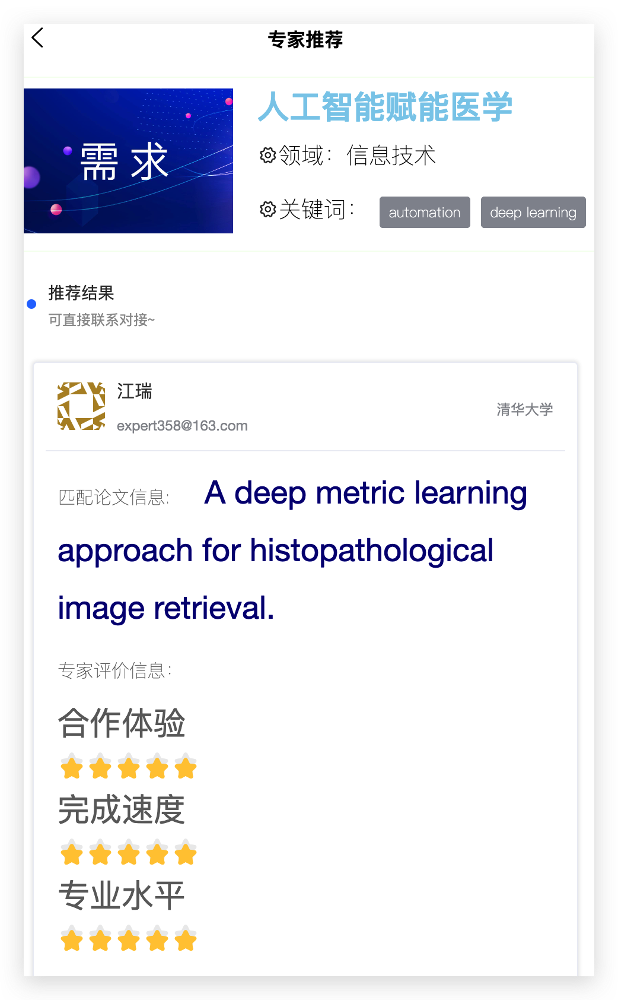 专家推荐
需 求
人工智能赋能医学
领域：信息技术
关键词： automation deep learning
推荐结果
可直接联系对接~
江瑞
expert358@163.com
清华大学
匹配论文信息: A deep metric learning
approach for histopathological
image retrieval.
专家评价信息：
合作体验
完成速度
专业水平